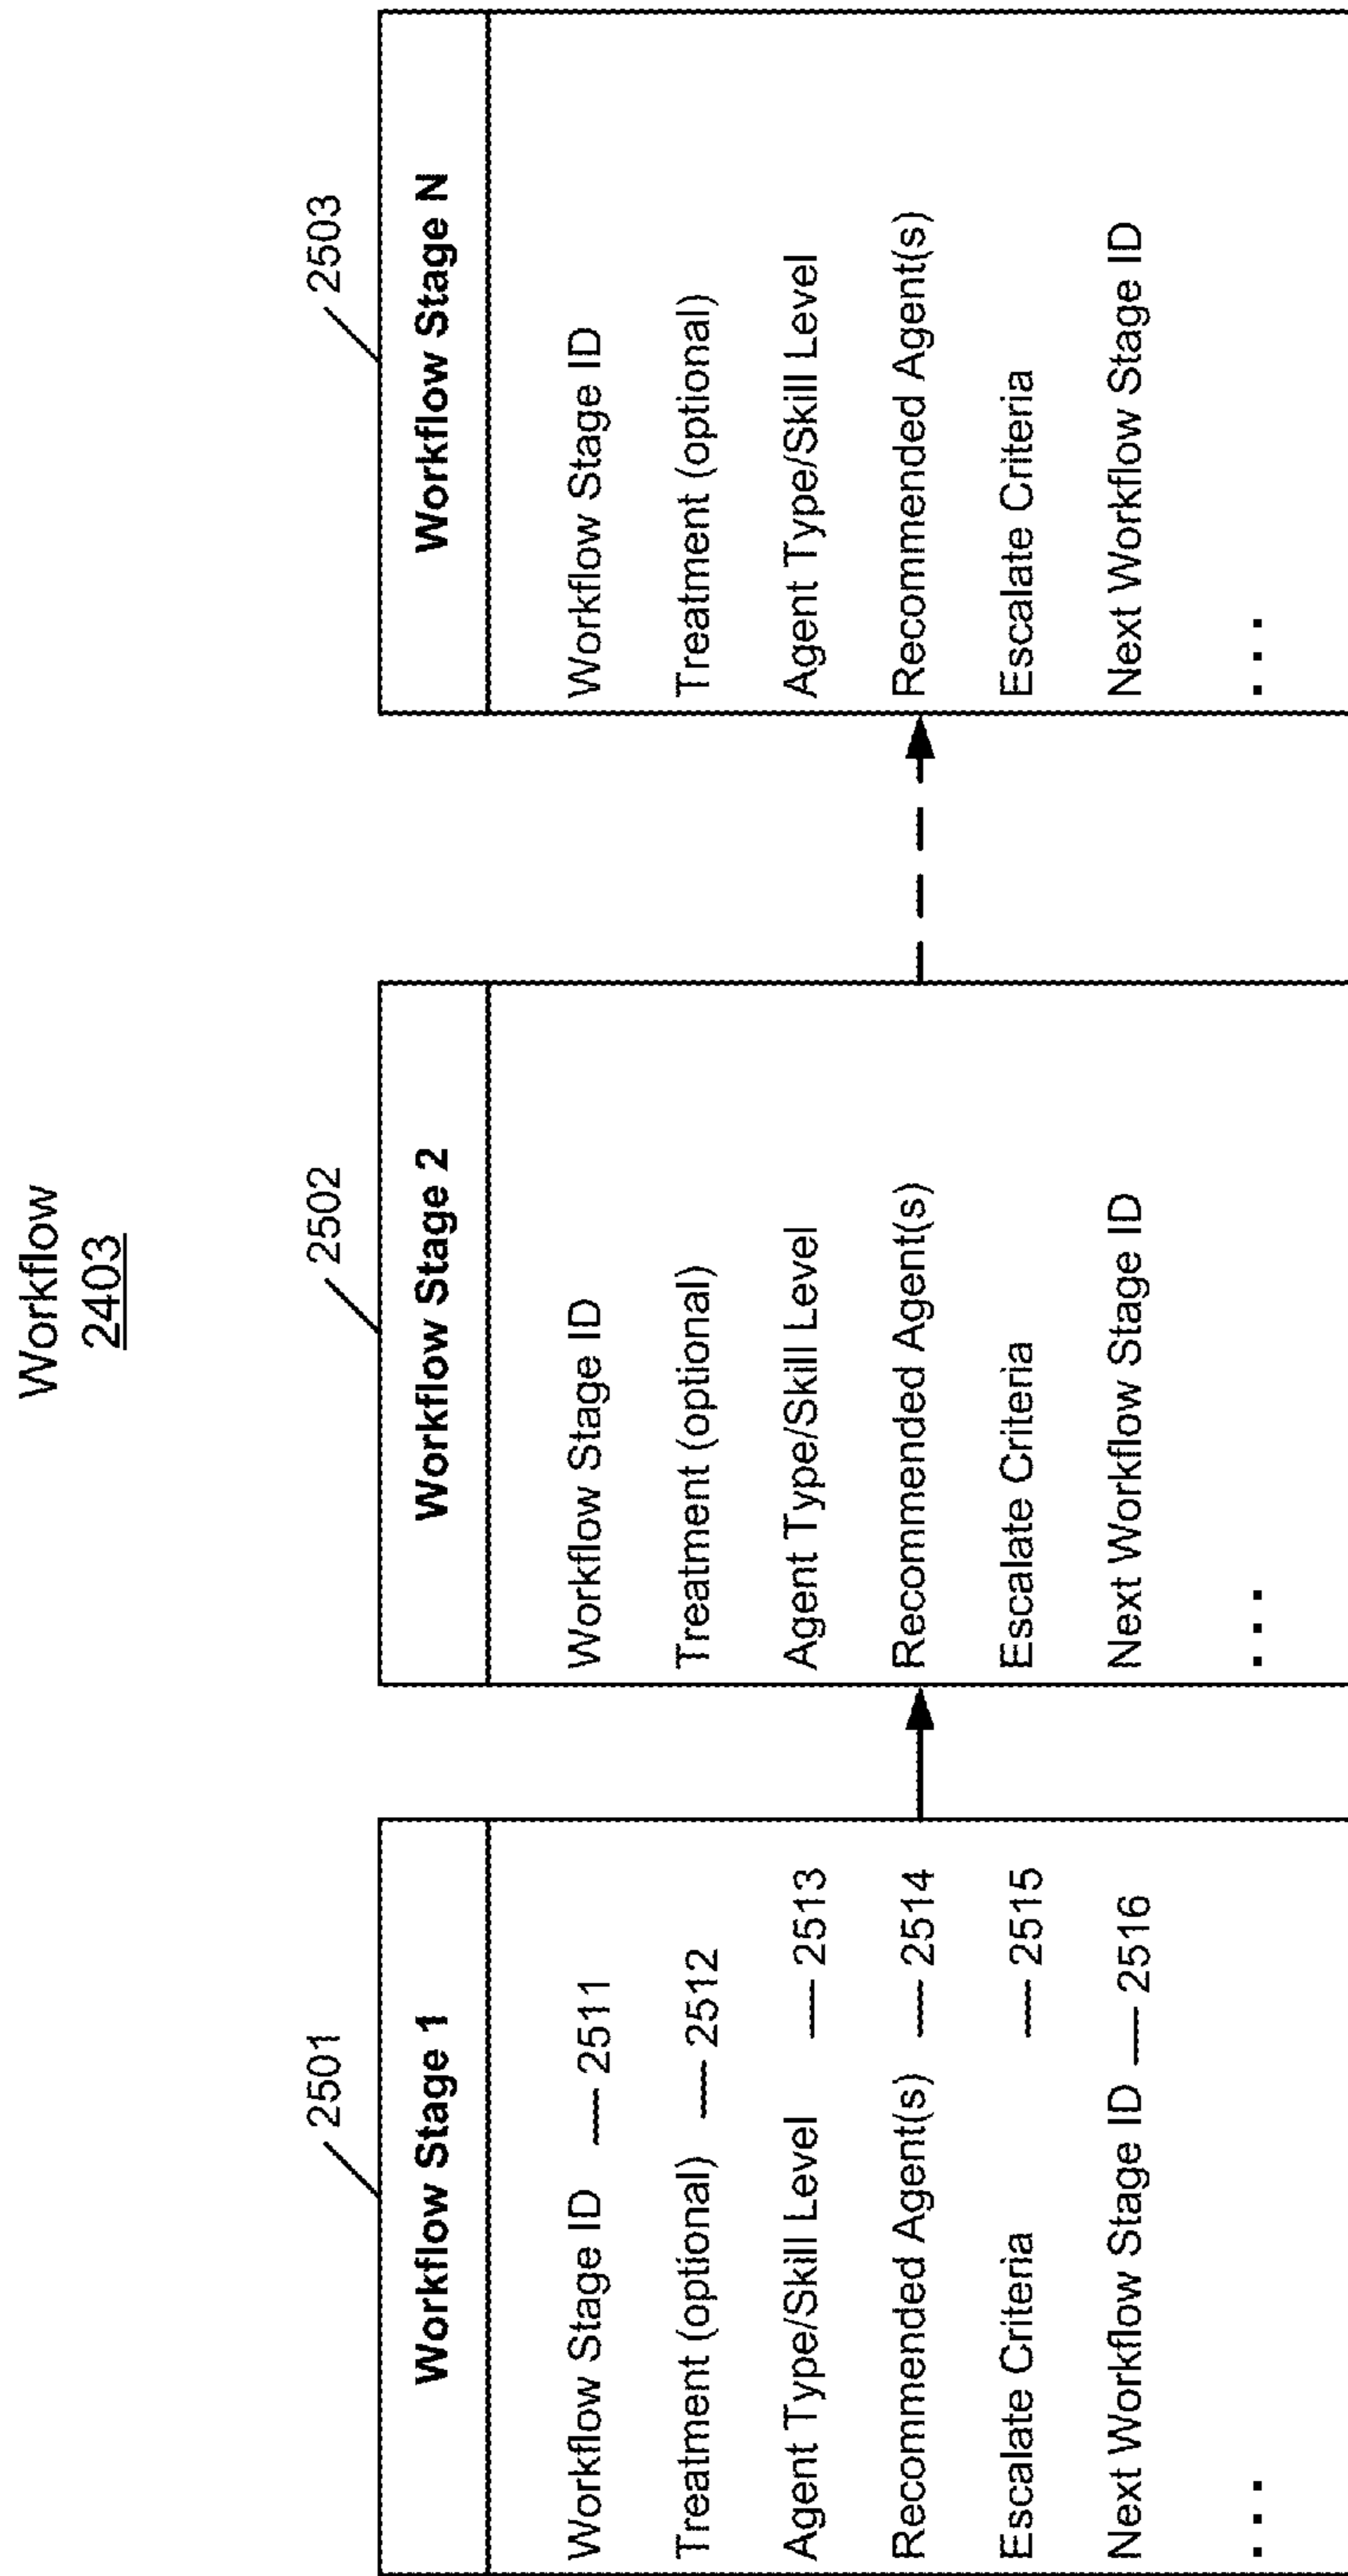 Workflow
2403
2501
Workflow Stage 1
Workflow Stage ID — 2511
Treatment (optional) — 2512
Agent Type/Skill Level — 2513
Recommended Agent(s) — 2514
Escalate Criteria — 2515
Next Workflow Stage ID — 2516
...
2502
Workflow Stage 2
Workflow Stage ID
Treatment (optional)
Agent Type/Skill Level
Recommended Agent(s)
Escalate Criteria
Next Workflow Stage ID
...
2503
Workflow Stage N
Workflow Stage ID
Treatment (optional)
Agent Type/Skill Level
Recommended Agent(s)
Escalate Criteria
Next Workflow Stage ID
...